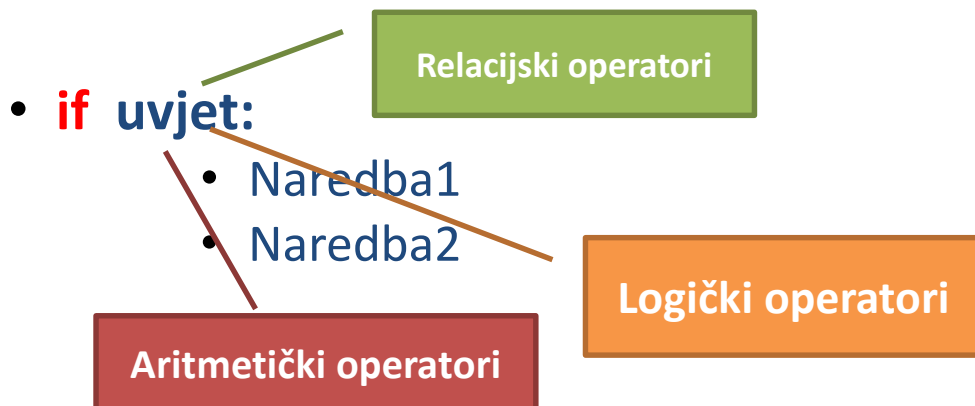 Relacijski operatori
• if uvjet:
• Naredba1
• Naredba2
Logički operatori
Aritmetički operatori